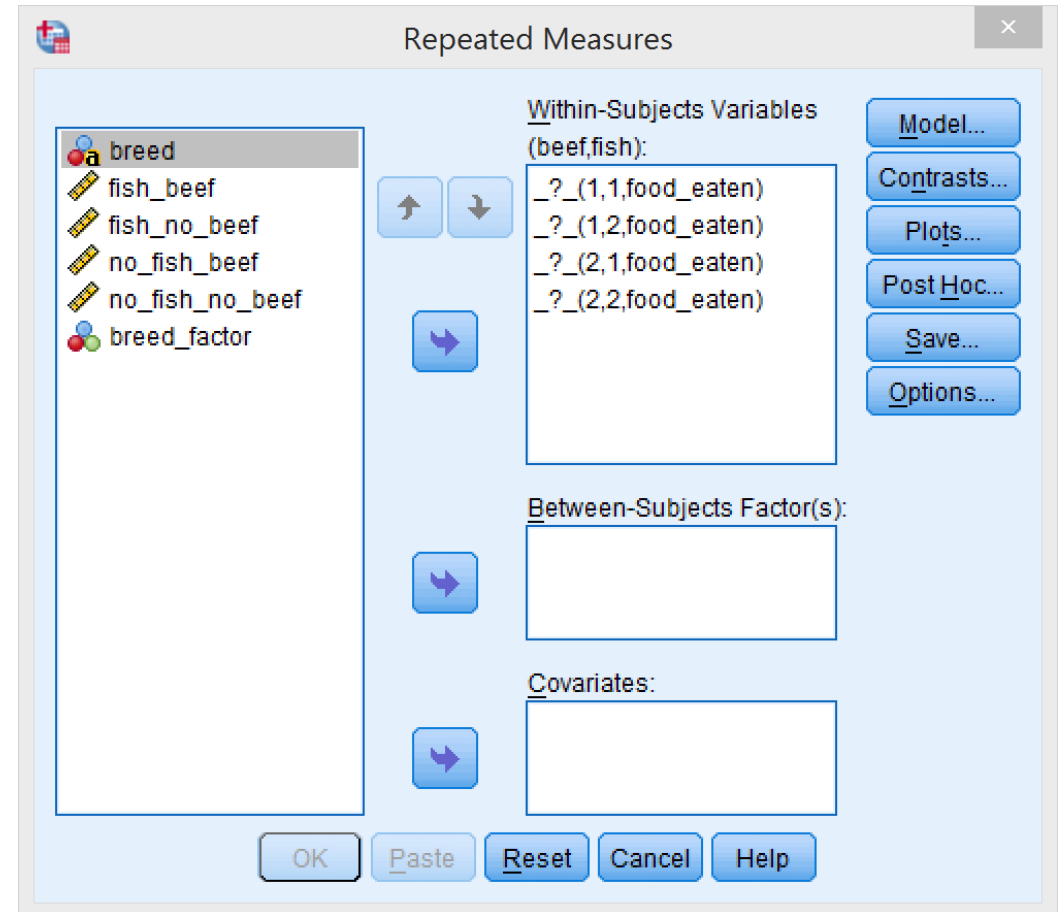 Repeated Measures
breed
fish_beef
fish_no_beef
no_fish_beef
no_fish_no_beef
breed_factor
Within-Subjects Variables
(beef,fish):
_?_(1,1,food_eaten)
_?_(1,2,food_eaten)
_?_(2,1,food_eaten)
_?_(2,2,food_eaten)
Between-Subjects Factor(s):
Covariates:
Model...
Contrasts...
Plots...
Post Hoc...
Save...
Options...
OK
Paste
Reset
Cancel
Help